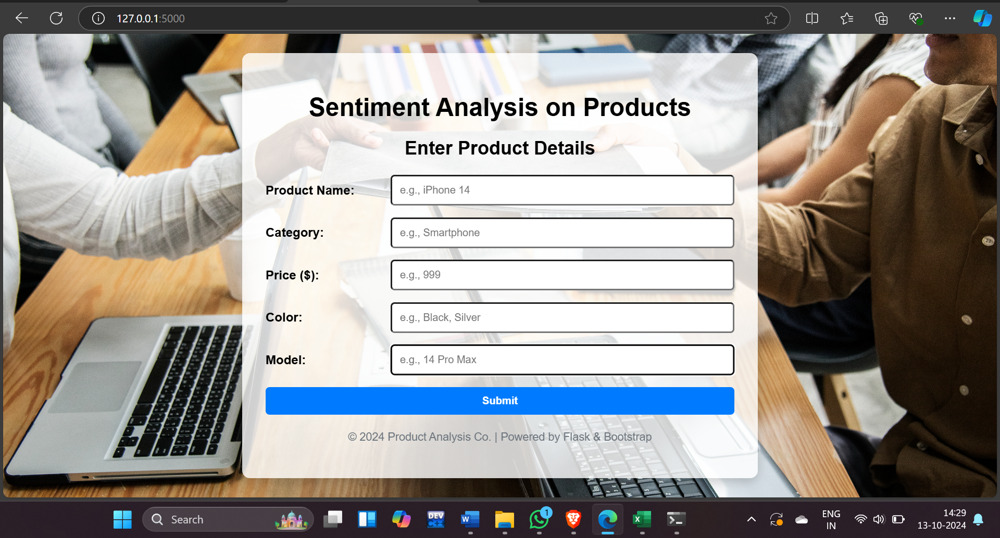 127.0.0.1:5000
Sentiment Analysis on Products
Enter Product Details
Product Name:
e.g., iPhone 14
Category:
e.g., Smartphone
Price ($):
e.g., 999
Color:
e.g., Black, Silver
Model:
e.g., 14 Pro Max
Submit
© 2024 Product Analysis Co. | Powered by Flask & Bootstrap
Search
DEV
C++
W
1
X
ENG
IN
14:29
13-10-2024